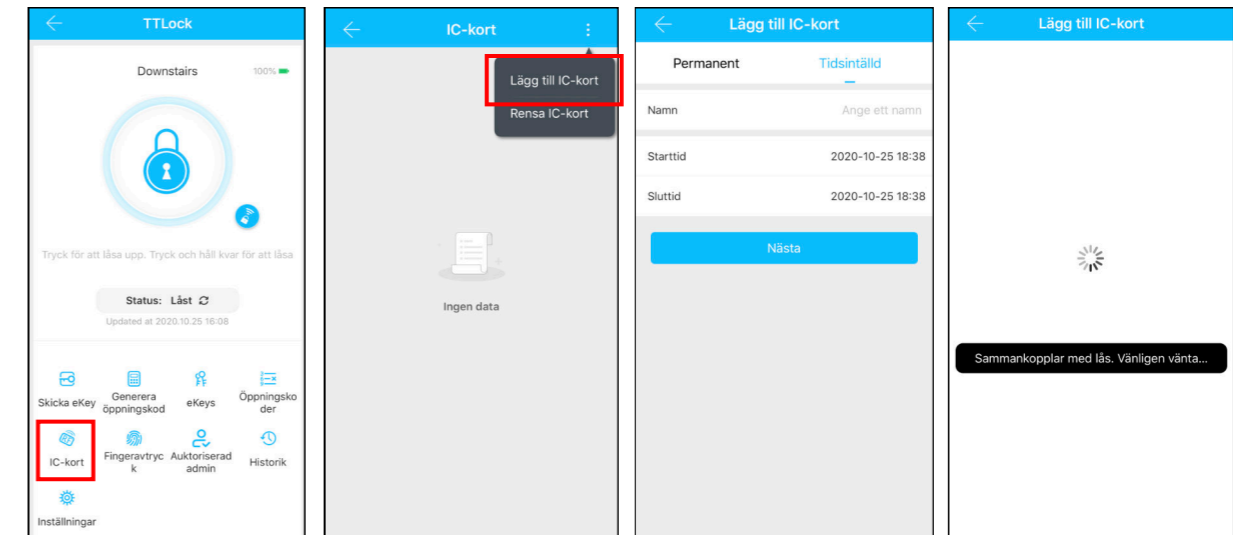 TTLock
Downstairs
100%
Tryck för att låsa upp. Tryck och håll kvar för att låsa
Status: Låst
Updated at 2020.10.25 16:08
Skicka eKey
Generera
öppningskod
eKeys
Öppningsko
der
IC-kort
Fingeravtryc
k
Auktoriserad
admin
Historik
Inställningar
IC-kort
Lägg till IC-kort
Rensa IC-kort
Ingen data
Lägg till IC-kort
Permanent
Tidsintälld
Namn
Ange ett namn
Starttid
2020-10-25 18:38
Sluttid
2020-10-25 18:38
Nästa
Lägg till IC-kort
Sammankopplar med lås. Vänligen vänta...